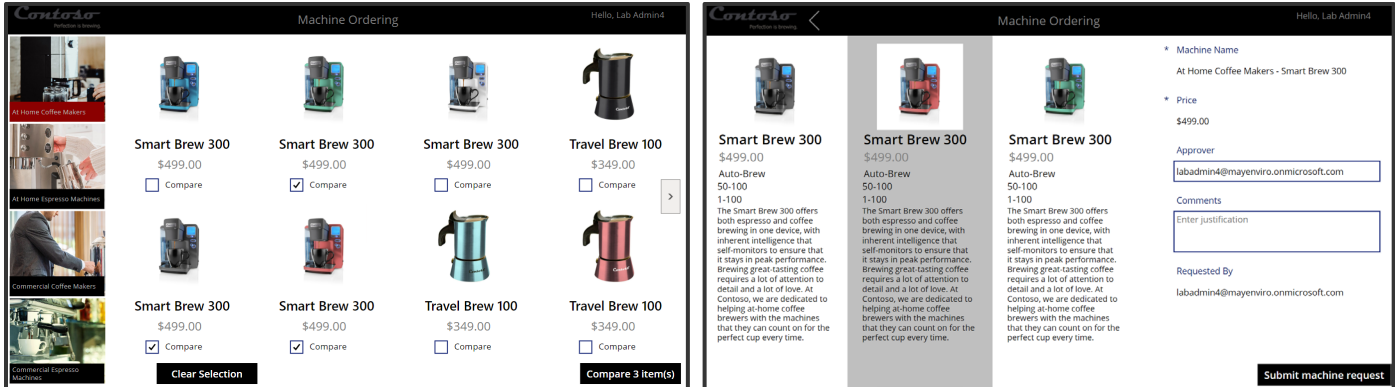 Contoso
Perfection is Brewing
Machine Ordering
Hello, Lab Admin4
At Home Coffee Makers
At Home Espresso Machines
Commercial Coffee Makers
Commercial Espresso
Machines
Smart Brew 300
$499.00
Compare
Smart Brew 300
$499.00
Compare
Smart Brew 300
$499.00
Compare
Travel Brew 100
$349.00
Compare
Smart Brew 300
$499.00
Compare
Smart Brew 300
$499.00
Compare
Travel Brew 100
$349.00
Compare
Travel Brew 100
$349.00
Compare
Clear Selection
Compare 3 item(s)
Contoso
Perfection is Brewing
Machine Ordering
Hello, Lab Admin4
Smart Brew 300
$499.00
Auto-Brew
50-100
1-100
The Smart Brew 300 offers
both espresso and coffee
brewing in one device, with
inherent intelligence that
self-monitors to ensure that
it stays in peak performance.
Brewing great-tasting coffee
requires a lot of attention to
detail and a lot of love. At
Contoso, we are dedicated to
helping at-home coffee
brewers with the machines
that they can count on for the
perfect cup every time.
Smart Brew 300
$499.00
Auto-Brew
50-100
1-100
The Smart Brew 300 offers
both espresso and coffee
brewing in one device, with
inherent intelligence that
self-monitors to ensure that
it stays in peak performance.
Brewing great-tasting coffee
requires a lot of attention to
detail and a lot of love. At
Contoso, we are dedicated to
helping at-home coffee
brewers with the machines
that they can count on for the
perfect cup every time.
Smart Brew 300
$499.00
Auto-Brew
50-100
1-100
The Smart Brew 300 offers
both espresso and coffee
brewing in one device, with
inherent intelligence that
self-monitors to ensure that
it stays in peak performance.
Brewing great-tasting coffee
requires a lot of attention to
detail and a lot of love. At
Contoso, we are dedicated to
helping at-home coffee
brewers with the machines
that they can count on for the
perfect cup every time.
* Machine Name
At Home Coffee Makers - Smart Brew 300
* Price
$499.00
Approver
labadmin4@mayenviro.onmicrosoft.com
Comments
Enter justification
Requested By
labadmin4@mayenviro.onmicrosoft.com
Submit machine request